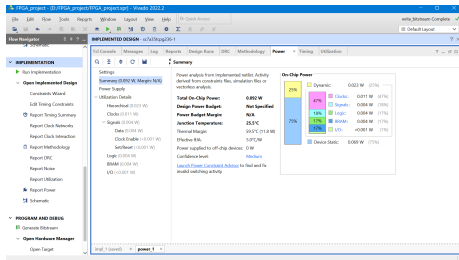 FPGA_project - [D:/FPGA_project/FPGA_project.xpr] - Vivado 2022.2
File Edit Flow Tools Reports Window Layout View Help Quick Access
write_bitstream Complete
Default Layout
Flow Navigator
IMPLEMENTED DESIGN
Schematic
Tcl Console Messages Log Reports Design Runs DRC Methodology Power Timing Utilization
Summary
IMPLEMENTATION
Run Implementation
Open Implemented Design
Constraints Wizard
Edit Timing Constraints
Report Timing Summary
Report Clock Networks
Report Clock Interaction
Report Methodology
Report DRC
Report Noise
Report Utilization
Report Power
Schematic
PROGRAM AND DEBUG
Generate Bitstream
Open Hardware Manager
Open Target
Settings
Summary (0.092 W, Margin: N/A)
Power Supply
Utilization Details
Hierarchical (0.023 W)
Clocks (0.011 W)
Signals (0.004 W)
Data (0.004 W)
Clock Enable (<0.001 W)
Set/Reset (<0.001 W)
Logic (0.004 W)
BRAM (0.004 W)
I/O (<0.001 W)
Power analysis from Implemented netlist. Activity
derived from constraints files, simulation files or
vectorless analysis.
Total On-Chip Power: 0.092 W
Design Power Budget: Not Specified
Power Budget Margin: N/A
Junction Temperature: 25.5°C
Thermal Margin: 59.5°C (11.8 W)
Effective ϑJA: 5.0°C/W
Power supplied to off-chip devices: 0 W
Confidence level: Medium
Launch Power Constraint Advisor to find and fix
invalid switching activity
On-Chip Power
25%
75%
Dynamic: 0.023 W (25%)
47%
18%
17%
17%
Clocks: 0.011 W (47%)
Signals: 0.004 W (18%)
Logic: 0.004 W (17%)
BRAM: 0.004 W (17%)
I/O: <0.001 W (1%)
Device Static: 0.069 W (75%)
impl_1 (saved) power_1